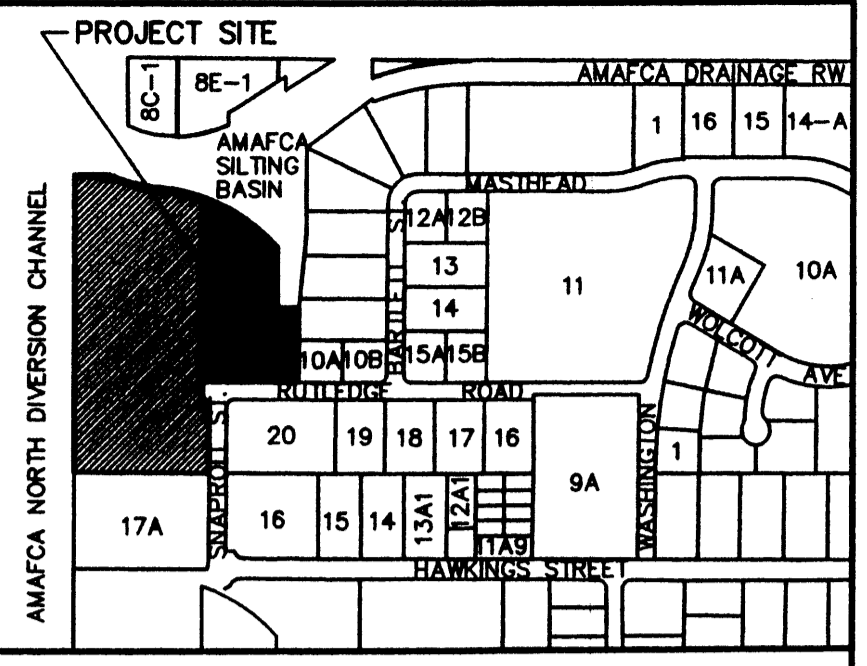 PROJECT SITE
8C-1
8E-1
AMAFCA DRAINAGE RW
1
16
15
14-A
AMAFCA
SILTING
BASIN
MASTHEAD
AMAFCA NORTH DIVERSION CHANNEL
BARTLETT S
12A
12B
13
14
15A
15B
11
11A
10A
WOLCOTT
AVE
10A
10B
RUTLEDGE ROAD
SNAPROLL ST.
20
19
18
17
16
9A
WASHINGTON
1
17A
16
15
14
13A1
12A1
11A9
HAWKINGS STREET